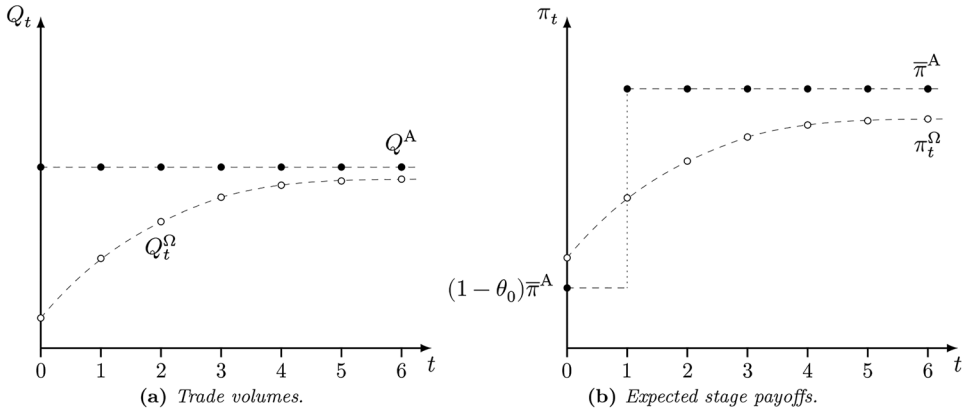 Q_t
Q^A
Q_t^Ω
0 1 2 3 4 5 6 t
(a) Trade volumes.
π_t
π̅^A
π_t^Ω
(1 − θ_0)π̅^A
0 1 2 3 4 5 6 t
(b) Expected stage payoffs.